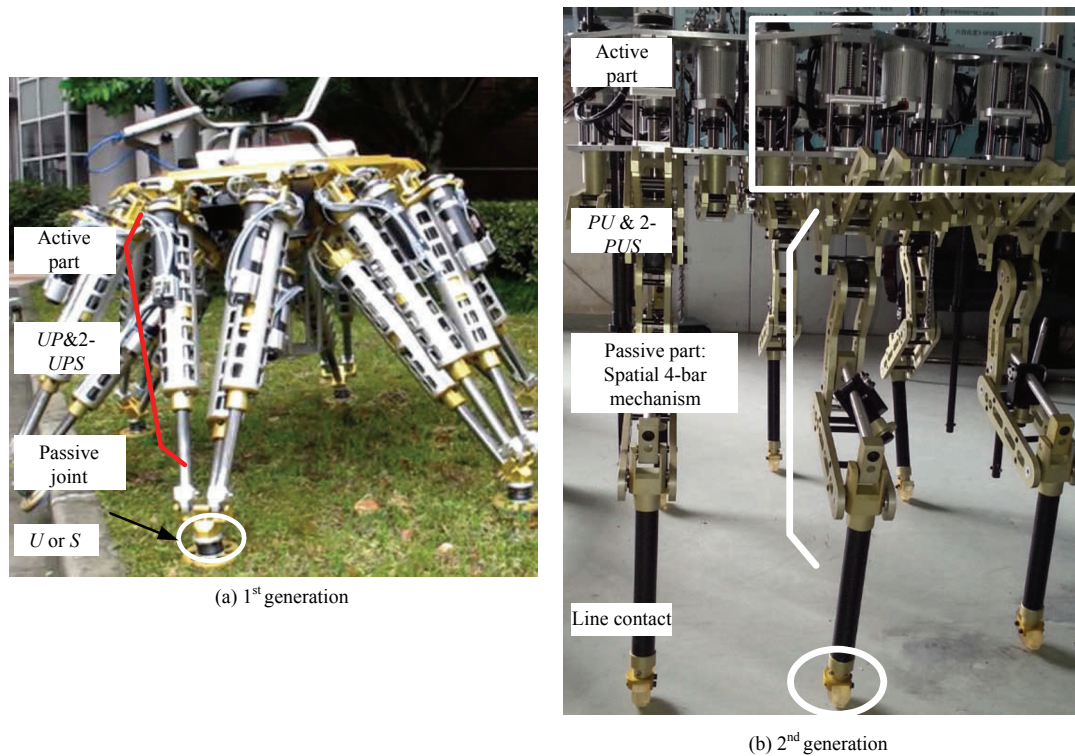 Active
part
UP&2-
UPS
Passive
joint
U or S
(a) 1st generation
Active
part
PU & 2-
PUS
Passive part:
Spatial 4-bar
mechanism
Line contact
(b) 2nd generation